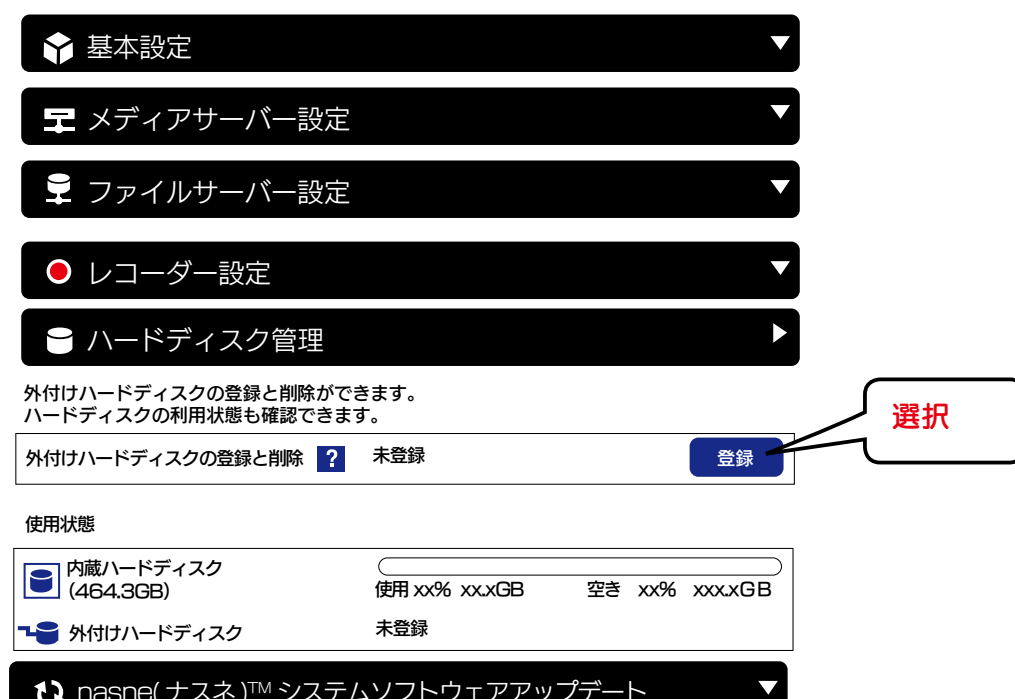 基本設定
メディアサーバー設定
ファイルサーバー設定
レコーダー設定
ハードディスク管理
外付けハードディスクの登録と削除ができます。
ハードディスクの利用状態も確認できます。
選択
外付けハードディスクの登録と削除 ? 未登録 登録
使用状態
内蔵ハードディスク
(464.3GB)
使用 xx% xx.xGB 空き xx% xxx.xGB
外付けハードディスク 未登録
nasne(ナスネ)™ システムソフトウェアアップデート